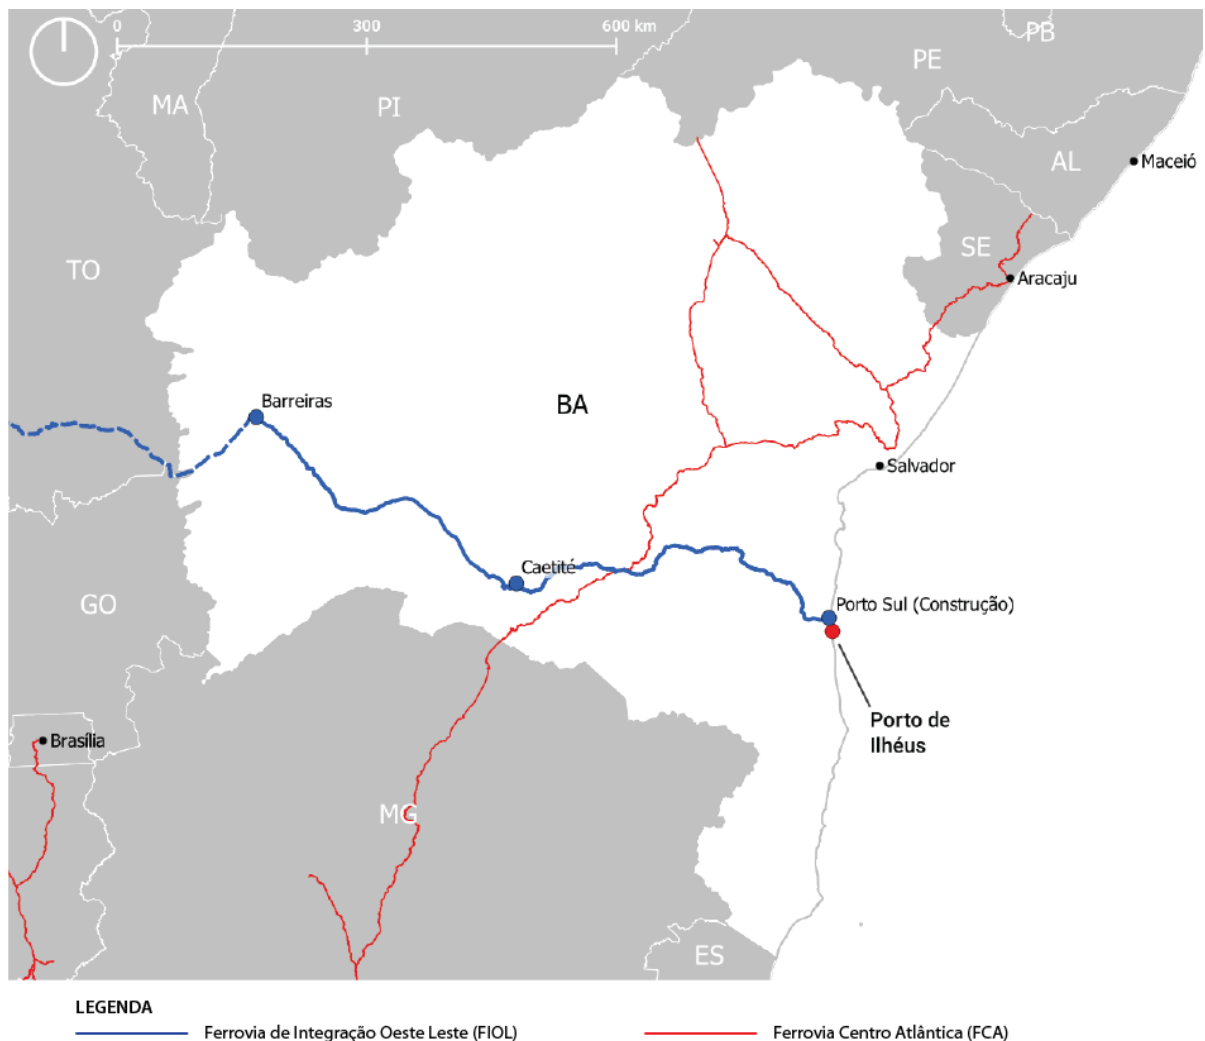 0
300
600 km
PB
PE
MA
PI
AL
Maceió
SE
TO
Aracaju
Barreiras
BA
Salvador
Caetité
GO
Porto Sul (Construção)
Porto de
Ilhéus
Brasília
MG
ES
LEGENDA
Ferrovia de Integração Oeste Leste (FIOL)
Ferrovia Centro Atlântica (FCA)